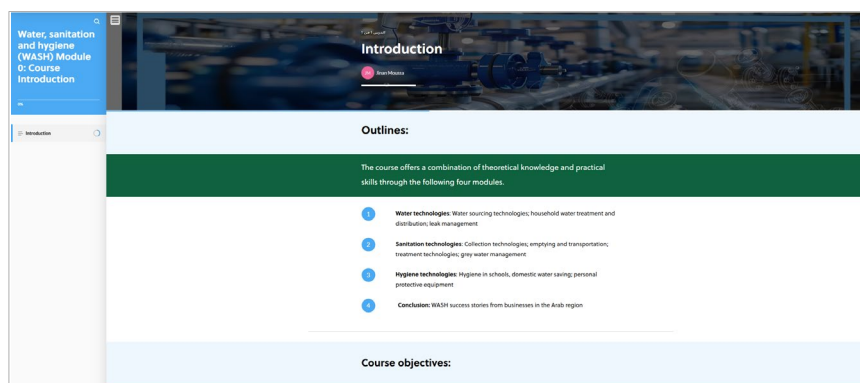 Water, sanitation
and hygiene
(WASH) Module
0: Course
Introduction
Introduction
Introduction
Jinan Moussa
Outlines:
The course offers a combination of theoretical knowledge and practical
skills through the following four modules.
1 Water technologies: Water sourcing technologies; household water treatment and
distribution; leak management
2 Sanitation technologies: Collection technologies; emptying and transportation;
treatment technologies; grey water management
3 Hygiene technologies: Hygiene in schools, domestic water saving; personal
protective equipment
4 Conclusion: WASH success stories from businesses in the Arab region
Course objectives: